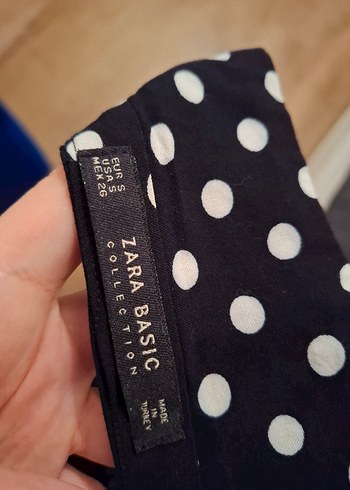 EUR S
USA S
MEX 26
ZARA BASIC
COLLECTION
MADE
IN
TURKEY